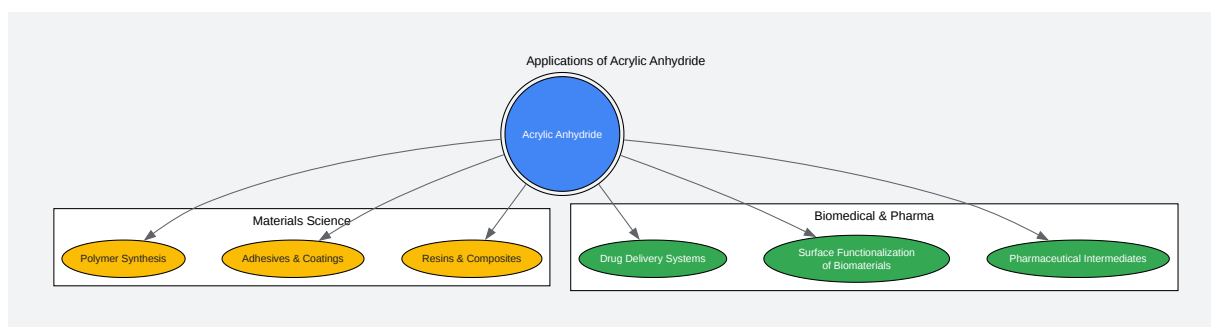 Applications of Acrylic Anhydride
Acrylic Anhydride
Materials Science
Polymer Synthesis
Adhesives & Coatings
Resins & Composites
Biomedical & Pharma
Drug Delivery Systems
Surface Functionalization
of Biomaterials
Pharmaceutical Intermediates